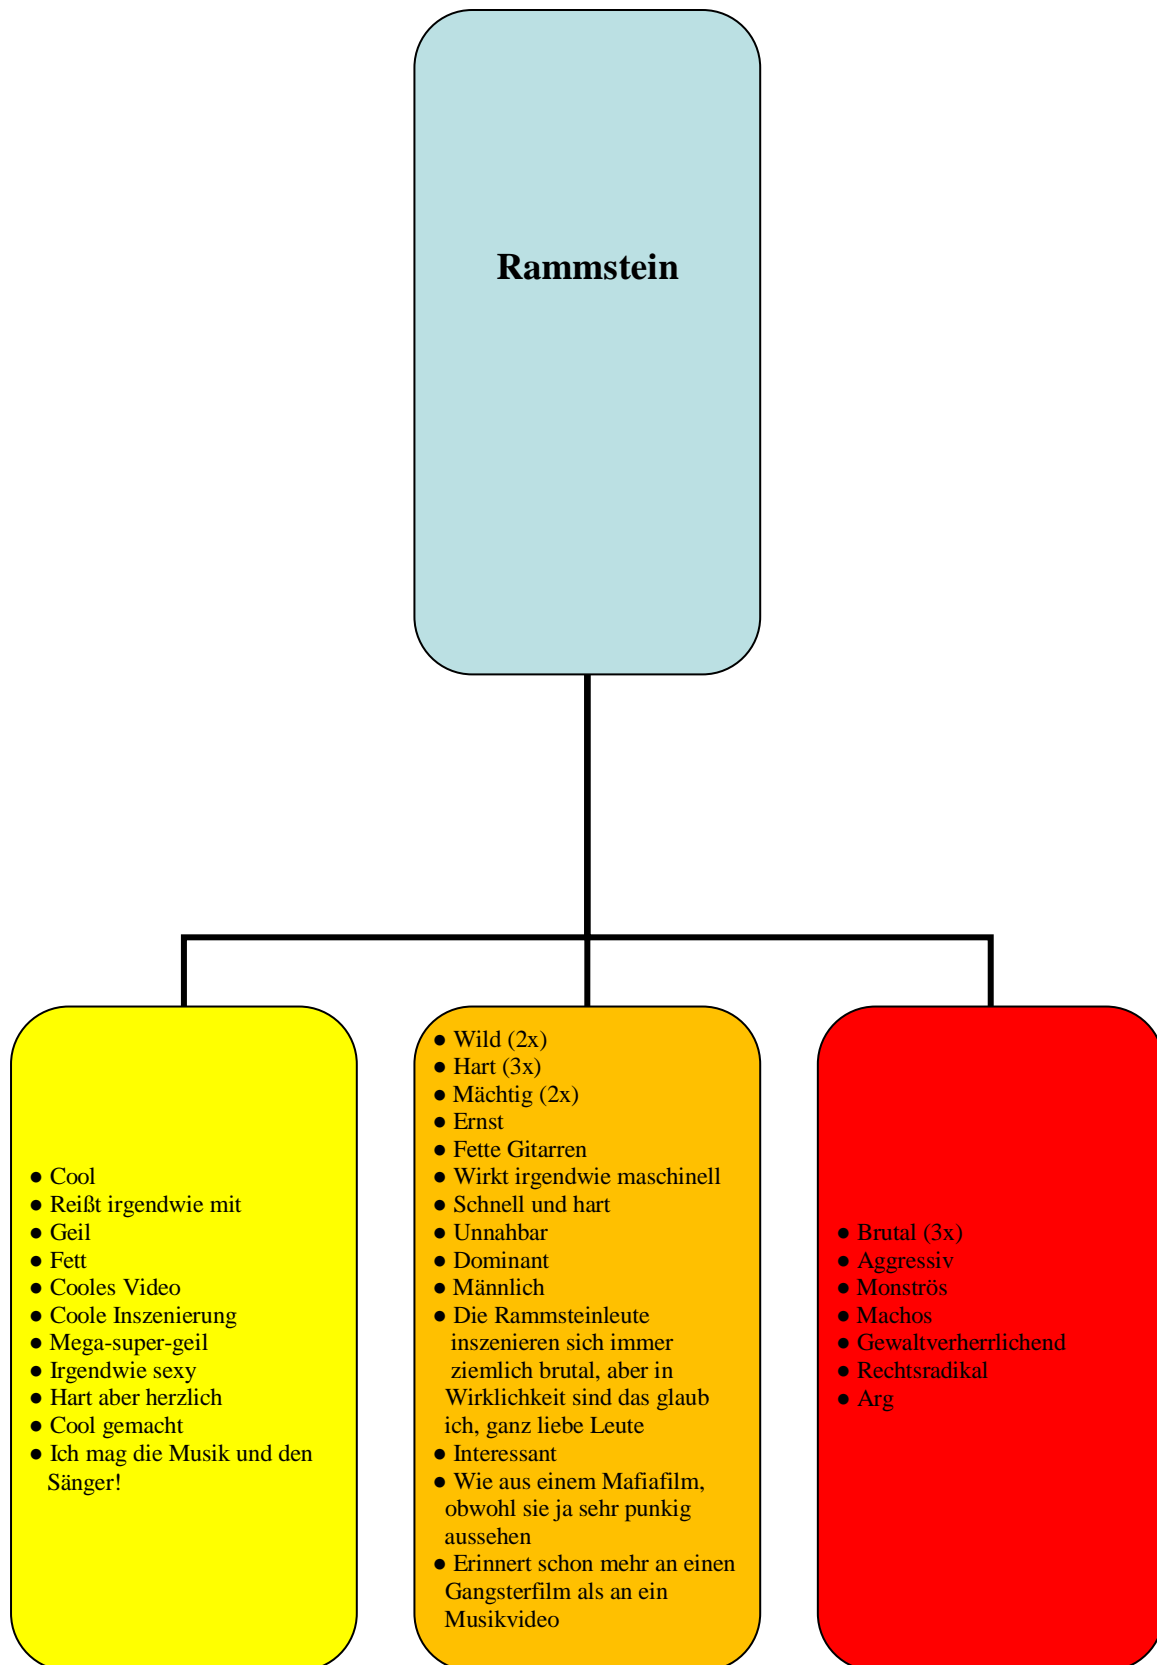 Rammstein
● Cool
● Reißt irgendwie mit
● Geil
● Fett
● Cooles Video
● Coole Inszenierung
● Mega-super-geil
● Irgendwie sexy
● Hart aber herzlich
● Cool gemacht
● Ich mag die Musik und den
Sänger!
● Wild (2x)
● Hart (3x)
● Mächtig (2x)
● Ernst
● Fette Gitarren
● Wirkt irgendwie maschinell
● Schnell und hart
● Unnahbar
● Dominant
● Männlich
● Die Rammsteinleute
inszenieren sich immer
ziemlich brutal, aber in
Wirklichkeit sind das glaub
ich, ganz liebe Leute
● Interessant
● Wie aus einem Mafiafilm,
obwohl sie ja sehr punkig
aussehen
● Erinnert schon mehr an einen
Gangsterfilm als an ein
Musikvideo
● Brutal (3x)
● Aggressiv
● Monströs
● Machos
● Gewaltverherrlichend
● Rechtsradikal
● Arg